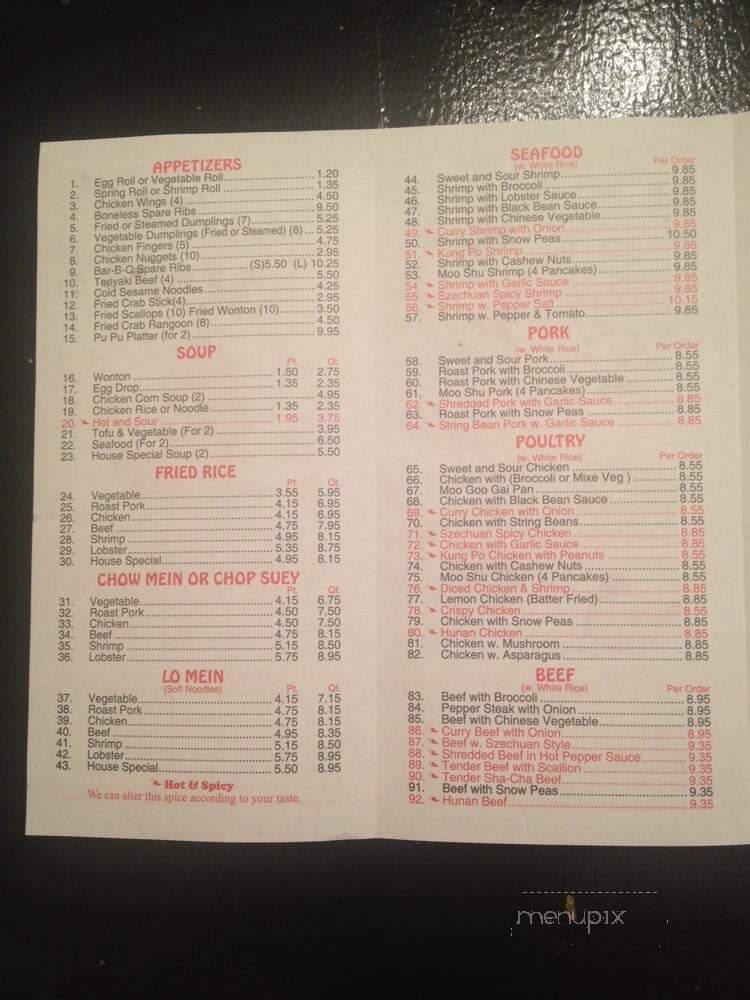 APPETIZERS
1. Egg Roll or Vegetable Roll 1.20
2. Spring Roll or Shrimp Roll 1.35
3. Chicken Wings (4) 4.50
4. Boneless Spare Ribs 9.50
5. Fried or Steamed Dumplings (7) 5.25
6. Vegetable Dumplings (Fried or Steamed) (8) 5.25
7. Chicken Fingers (5) 4.75
8. Chicken Nuggets (10) 2.95
9. Bar-B-Q Spare Ribs (S)5.50 (L) 10.25
10. Teriyaki Beef (4) 5.50
11. Cold Sesame Noodles 4.25
12. Fried Crab Stick(4) 2.95
13. Fried Scallops (10) Fried Wonton (10) 3.50
14. Fried Crab Rangoon (8) 4.50
15. Pu Pu Platter (for 2) 9.95
SOUP
Pt. Qt.
16. Wonton 1.50 2.75
17. Egg Drop 1.35 2.35
18. Chicken Corn Soup (2) 4.95
19. Chicken Rice or Noodle 1.35 2.35
20. Hot and Sour 1.95 3.75
21. Tofu & Vegetable (For 2) 3.95
22. Seafood (For 2) 6.50
23. House Special Soup (2) 5.50
FRIED RICE
Pt. Qt.
24. Vegetable 3.55 5.95
25. Roast Pork 4.15 6.95
26. Chicken 4.15 6.95
27. Beef 4.75 7.95
28. Shrimp 4.95 8.15
29. Lobster 5.35 8.75
30. House Special 4.95 8.15
CHOW MEIN OR CHOP SUEY
Pt. Qt.
31. Vegetable 4.15 6.75
32. Roast Pork 4.50 7.50
33. Chicken 4.50 7.50
34. Beef 4.75 8.15
35. Shrimp 5.15 8.50
36. Lobster 5.75 8.95
LO MEIN
(Soft Noodles) Pt. Qt.
37. Vegetable 4.15 7.15
38. Roast Pork 4.75 8.15
39. Chicken 4.75 8.15
40. Beef 4.95 8.35
41. Shrimp 5.15 8.50
42. Lobster 5.75 8.95
43. House Special 5.50 8.95
Hot & Spicy
We can alter this spice according to your taste.
SEAFOOD
(w. White Rice) Per Order
44. Sweet and Sour Shrimp 9.85
45. Shrimp with Broccoli 9.85
46. Shrimp with Lobster Sauce 9.85
47. Shrimp with Black Bean Sauce 9.85
48. Shrimp with Chinese Vegetable 9.85
49. Curry Shrimp with Onion 9.85
50. Shrimp with Snow Peas 10.50
51. Kung Po Shrimp 9.85
52. Shrimp with Cashew Nuts 9.85
53. Moo Shu Shrimp (4 Pancakes) 9.85
54. Shrimp with Garlic Sauce 9.85
55. Szechuan Spicy Shrimp 9.85
56. Shrimp w. Pepper Salt 10.15
57. Shrimp w. Pepper & Tomato 9.85
PORK
(w. White Rice) Per Order
58. Sweet and Sour Pork 8.55
59. Roast Pork with Broccoli 8.55
60. Roast Pork with Chinese Vegetable 8.55
61. Moo Shu Pork (4 Pancakes) 8.55
62. Shredded Pork with Garlic Sauce 8.85
63. Roast Pork with Snow Peas 8.85
64. String Bean Pork w. Garlic Sauce 8.85
POULTRY
(w. White Rice) Per Order
65. Sweet and Sour Chicken 8.55
66. Chicken with (Broccoli or Mixe Veg ) 8.55
67. Moo Goo Gai Pan 8.55
68. Chicken with Black Bean Sauce 8.55
69. Curry Chicken with Onion 8.55
70. Chicken with String Beans 8.55
71. Szechuan Spicy Chicken 8.85
72. Chicken with Garlic Sauce 8.85
73. Kung Po Chicken with Peanuts 8.55
74. Chicken with Cashew Nuts 8.55
75. Moo Shu Chicken (4 Pancakes) 8.55
76. Diced Chicken & Shrimp 8.85
77. Lemon Chicken (Batter Fried) 8.85
78. Crispy Chicken 8.55
79. Chicken with Snow Peas 8.85
80. Hunan Chicken 8.85
81. Chicken w. Mushroom 8.85
82. Chicken w. Asparagus 8.85
BEEF
(w. White Rice) Per Order
83. Beef with Broccoli 8.95
84. Pepper Steak with Onion 8.95
85. Beef with Chinese Vegetable 8.95
86. Curry Beef with Onion 8.95
87. Beef w. Szechuan Style 9.35
88. Shredded Beef in Hot Pepper Sauce 9.35
89. Tender Beef with Scallion 9.35
90. Tender Sha-Cha Beef 9.35
91. Beef with Snow Peas 9.35
92. Hunan Beef 9.35
menupix